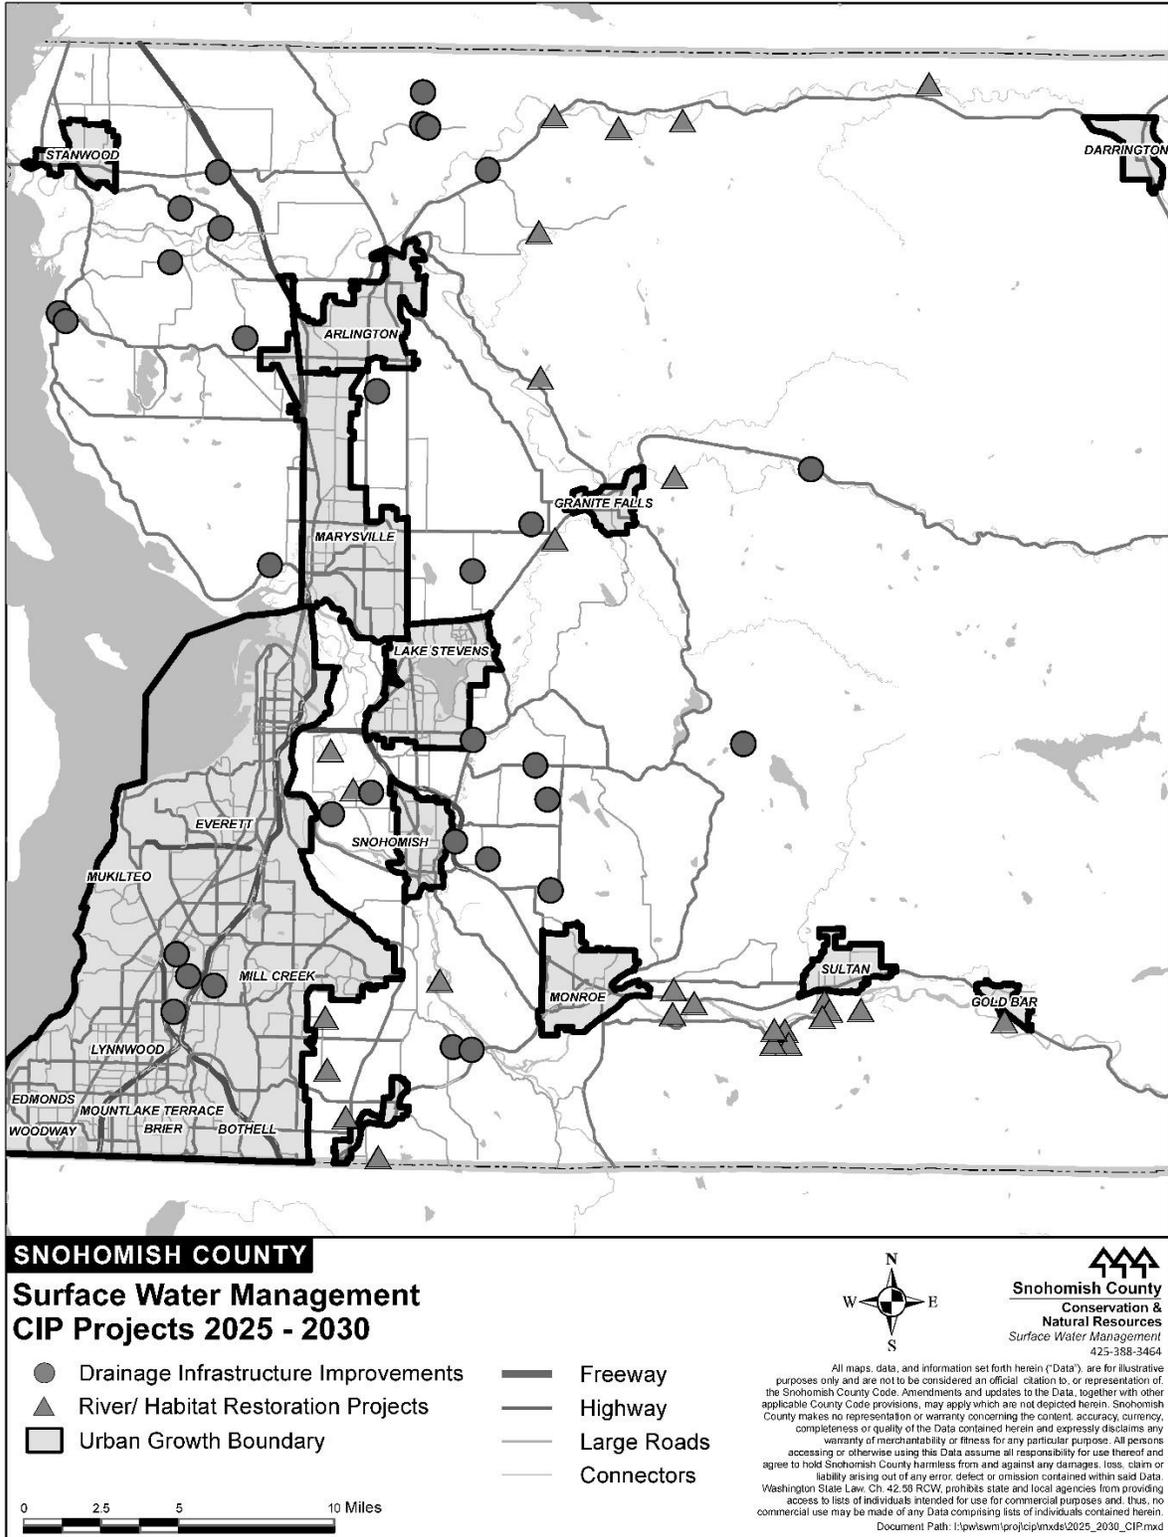 STANWOOD
DARRINGTON
ARLINGTON
GRANITE FALLS
MARYSVILLE
LAKE STEVENS
EVERETT
SNOHOMISH
MUKILTEO
MILL CREEK
SULTAN
MONROE
GOLD BAR
LYNNWOOD
EDMONDS
MOUNTLAKE TERRACE
WOODWAY
BRIER
BOTHELL
SNOHOMISH COUNTY
Surface Water Management
CIP Projects 2025 - 2030
Drainage Infrastructure Improvements
River/ Habitat Restoration Projects
Urban Growth Boundary
Freeway
Highway
Large Roads
Connectors
0 2.5 5 10 Miles
N
W E
S
Snohomish County
Conservation &
Natural Resources
Surface Water Management
425-388-3464
All maps, data, and information set forth herein ("Data"), are for illustrative
purposes only and are not to be considered an official citation to, or representation of,
the Snohomish County Code. Amendments and updates to the Data, together with other
applicable County Code provisions, may apply which are not depicted herein. Snohomish
County makes no representation or warranty concerning the content, accuracy, currency,
completeness or quality of the Data contained herein and expressly disclaims any
warranty of merchantability or fitness for any particular purpose. All persons
accessing or otherwise using this Data assume all responsibility for use thereof and
agree to hold Snohomish County harmless from and against any damages, loss, claim or
liability arising out of any error, defect or omission contained within said Data.
Washington State Law, Ch. 42.56 RCW, prohibits state and local agencies from providing
access to lists of individuals intended for use for commercial purposes and, thus, no
commercial use may be made of any Data comprising lists of individuals contained herein.
Document Path: I:\pw\swm\proj\cip\mxds\2025_2030_CIP.mxd